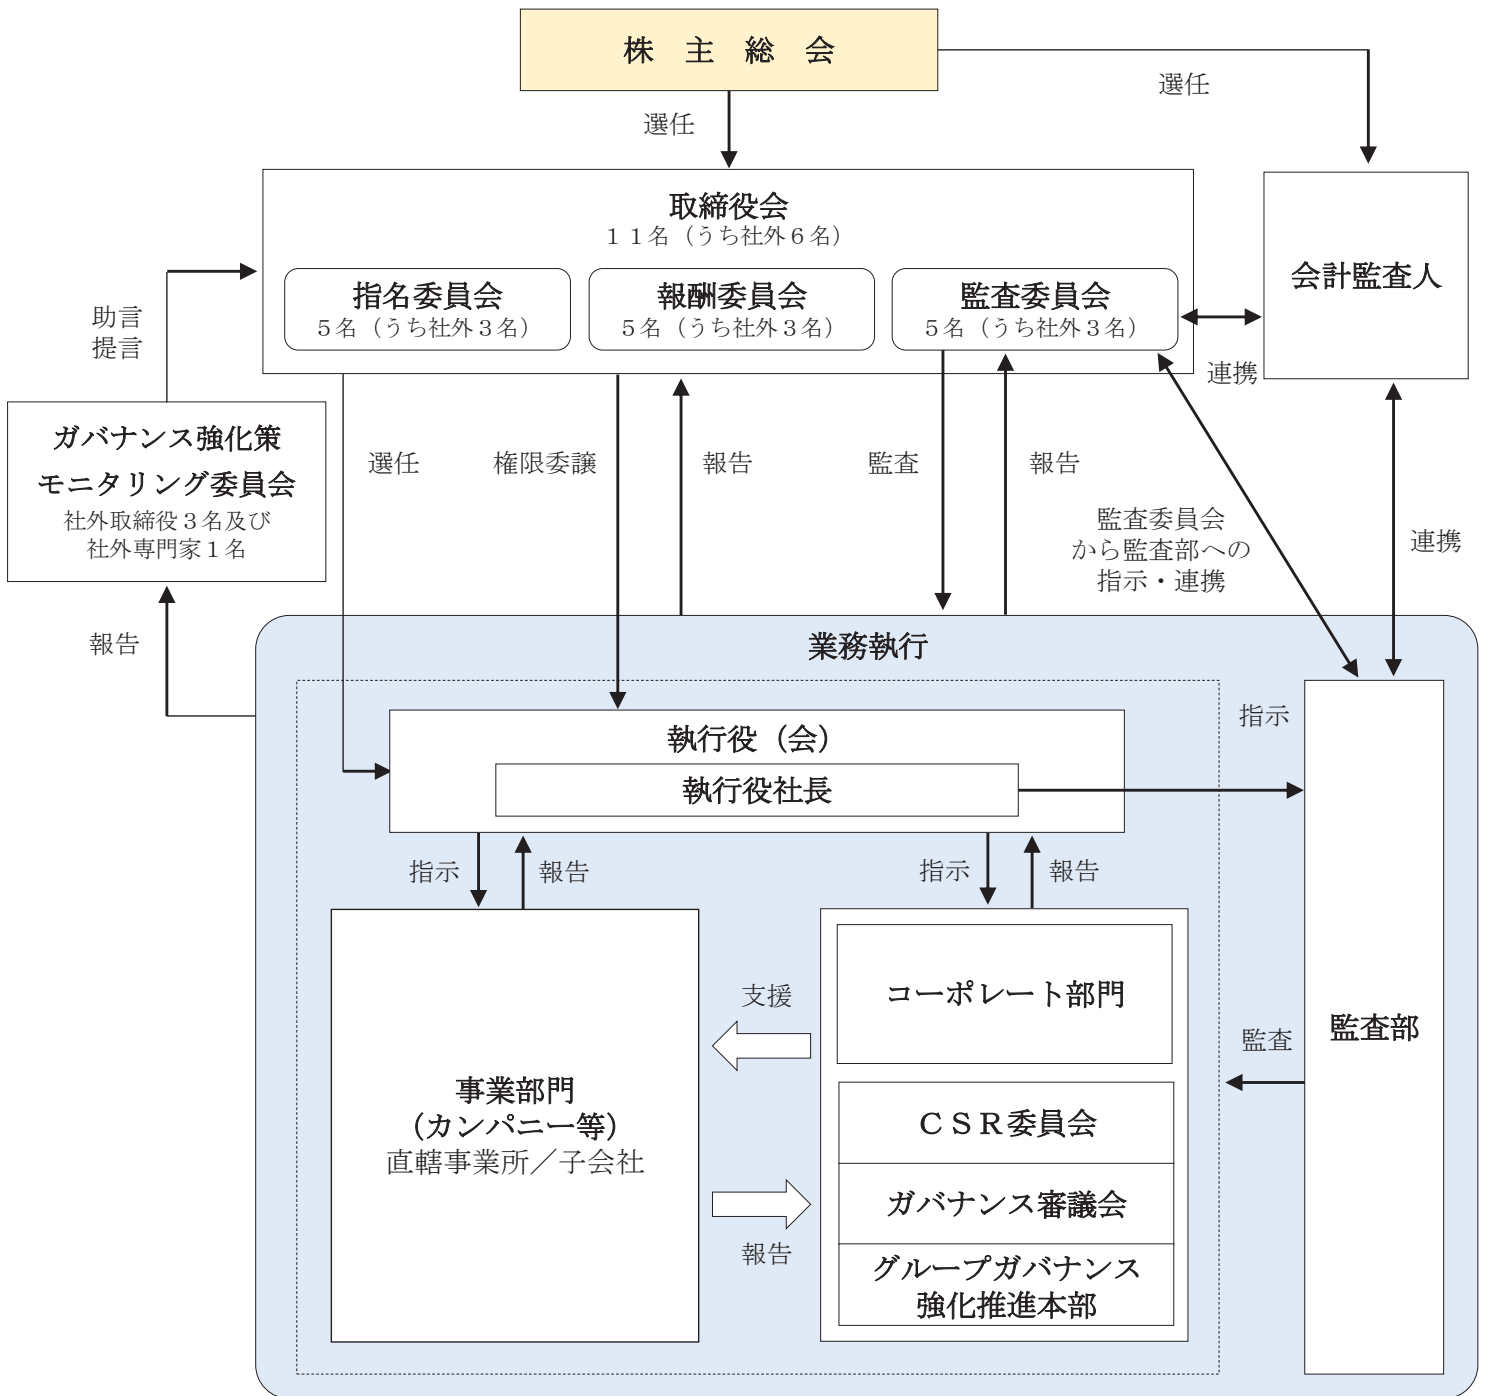 株 主 総 会
選任
選任
取締役会
１１名（うち社外６名）
指名委員会
５名（うち社外３名）
報酬委員会
５名（うち社外３名）
監査委員会
５名（うち社外３名）
会計監査人
助言
提言
連携
ガバナンス強化策
モニタリング委員会
社外取締役３名及び
社外専門家１名
選任
権限委譲
報告
監査
報告
監査委員会
から監査部への
指示・連携
連携
報告
業務執行
執行役（会）
執行役社長
指示
指示
報告
指示
報告
事業部門
（カンパニー等）
直轄事業所／子会社
支援
報告
コーポレート部門
ＣＳＲ委員会
ガバナンス審議会
グループガバナンス
強化推進本部
監査
監査部